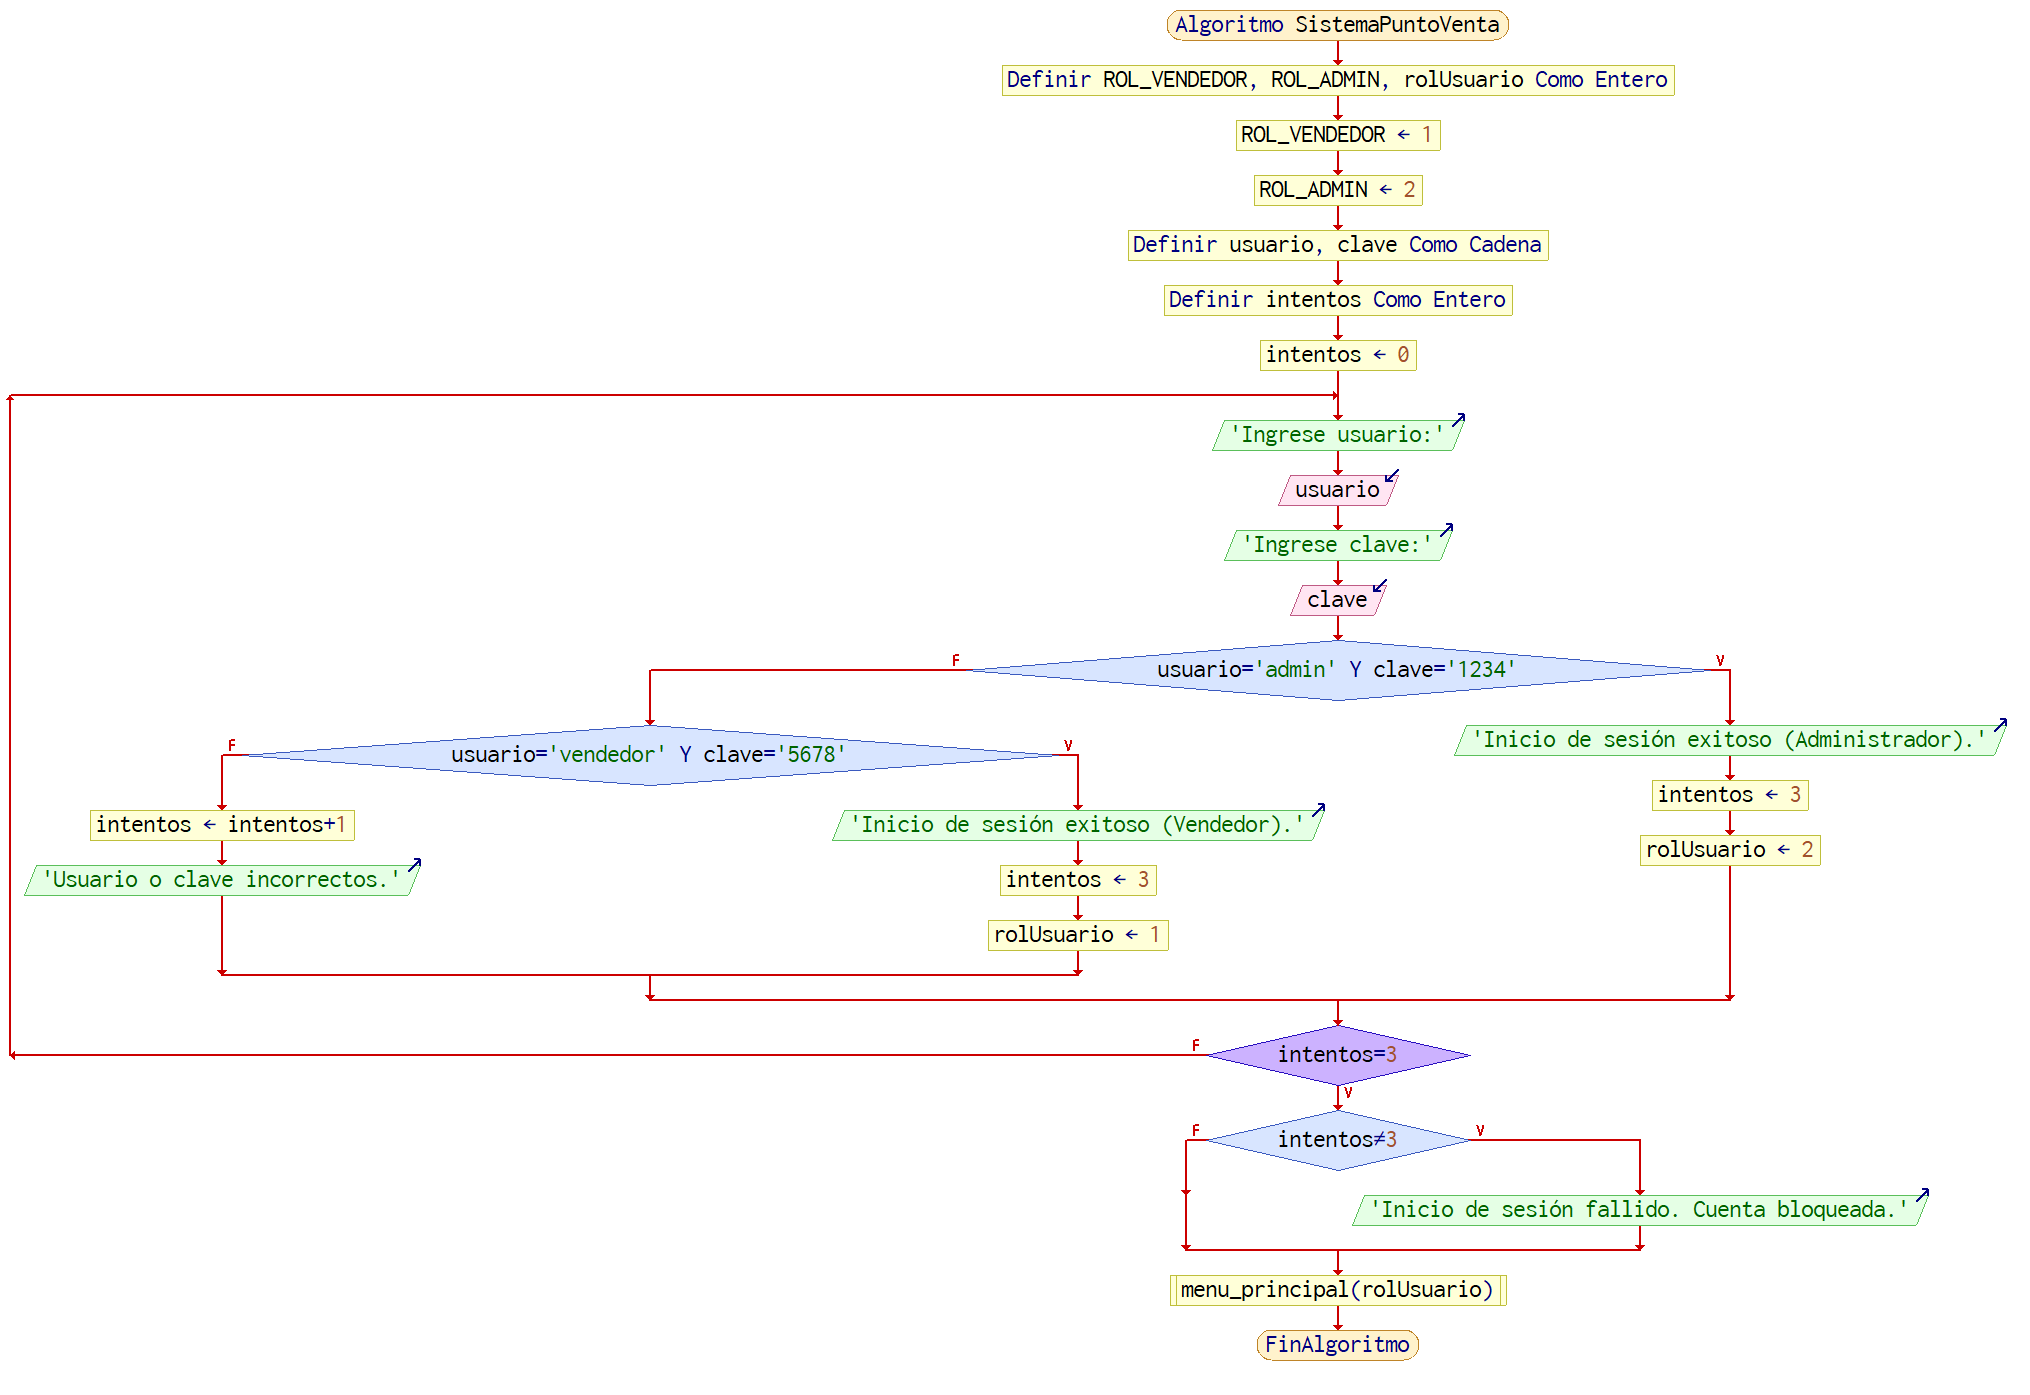 Algoritmo SistemaPuntoVenta
Definir ROL_VENDEDOR, ROL_ADMIN, rolUsuario Como Entero
ROL_VENDEDOR ← 1
ROL_ADMIN ← 2
Definir usuario, clave Como Cadena
Definir intentos Como Entero
intentos ← 0
'Ingrese usuario:'
usuario
'Ingrese clave:'
clave
F
usuario='admin' Y clave='1234'
V
F
usuario='vendedor' Y clave='5678'
V
'Inicio de sesión exitoso (Administrador).'
intentos ← 3
rolUsuario ← 2
intentos ← intentos+1
'Usuario o clave incorrectos.'
'Inicio de sesión exitoso (Vendedor).'
intentos ← 3
rolUsuario ← 1
F
intentos=3
V
F
intentos≠3
V
'Inicio de sesión fallido. Cuenta bloqueada.'
menu_principal(rolUsuario)
FinAlgoritmo